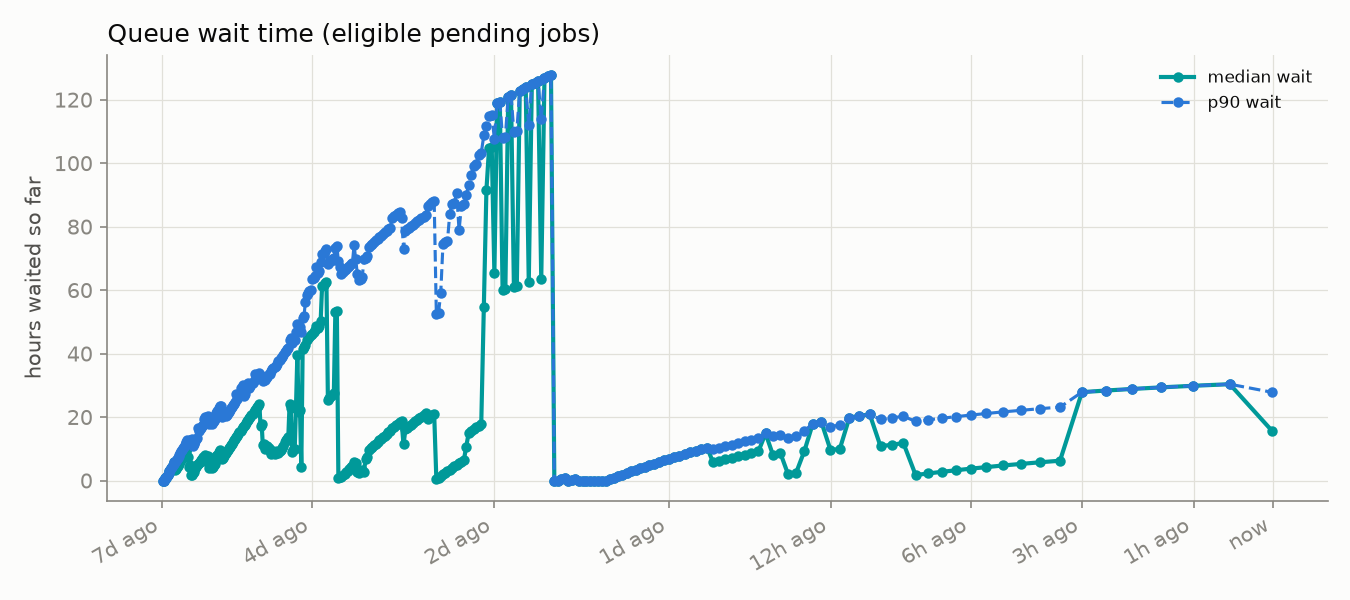 Queue wait time (eligible pending jobs)
median wait
p90 wait
hours waited so far
120
100
80
60
40
20
0
7d ago
4d ago
2d ago
1d ago
12h ago
6h ago
3h ago
1h ago
now